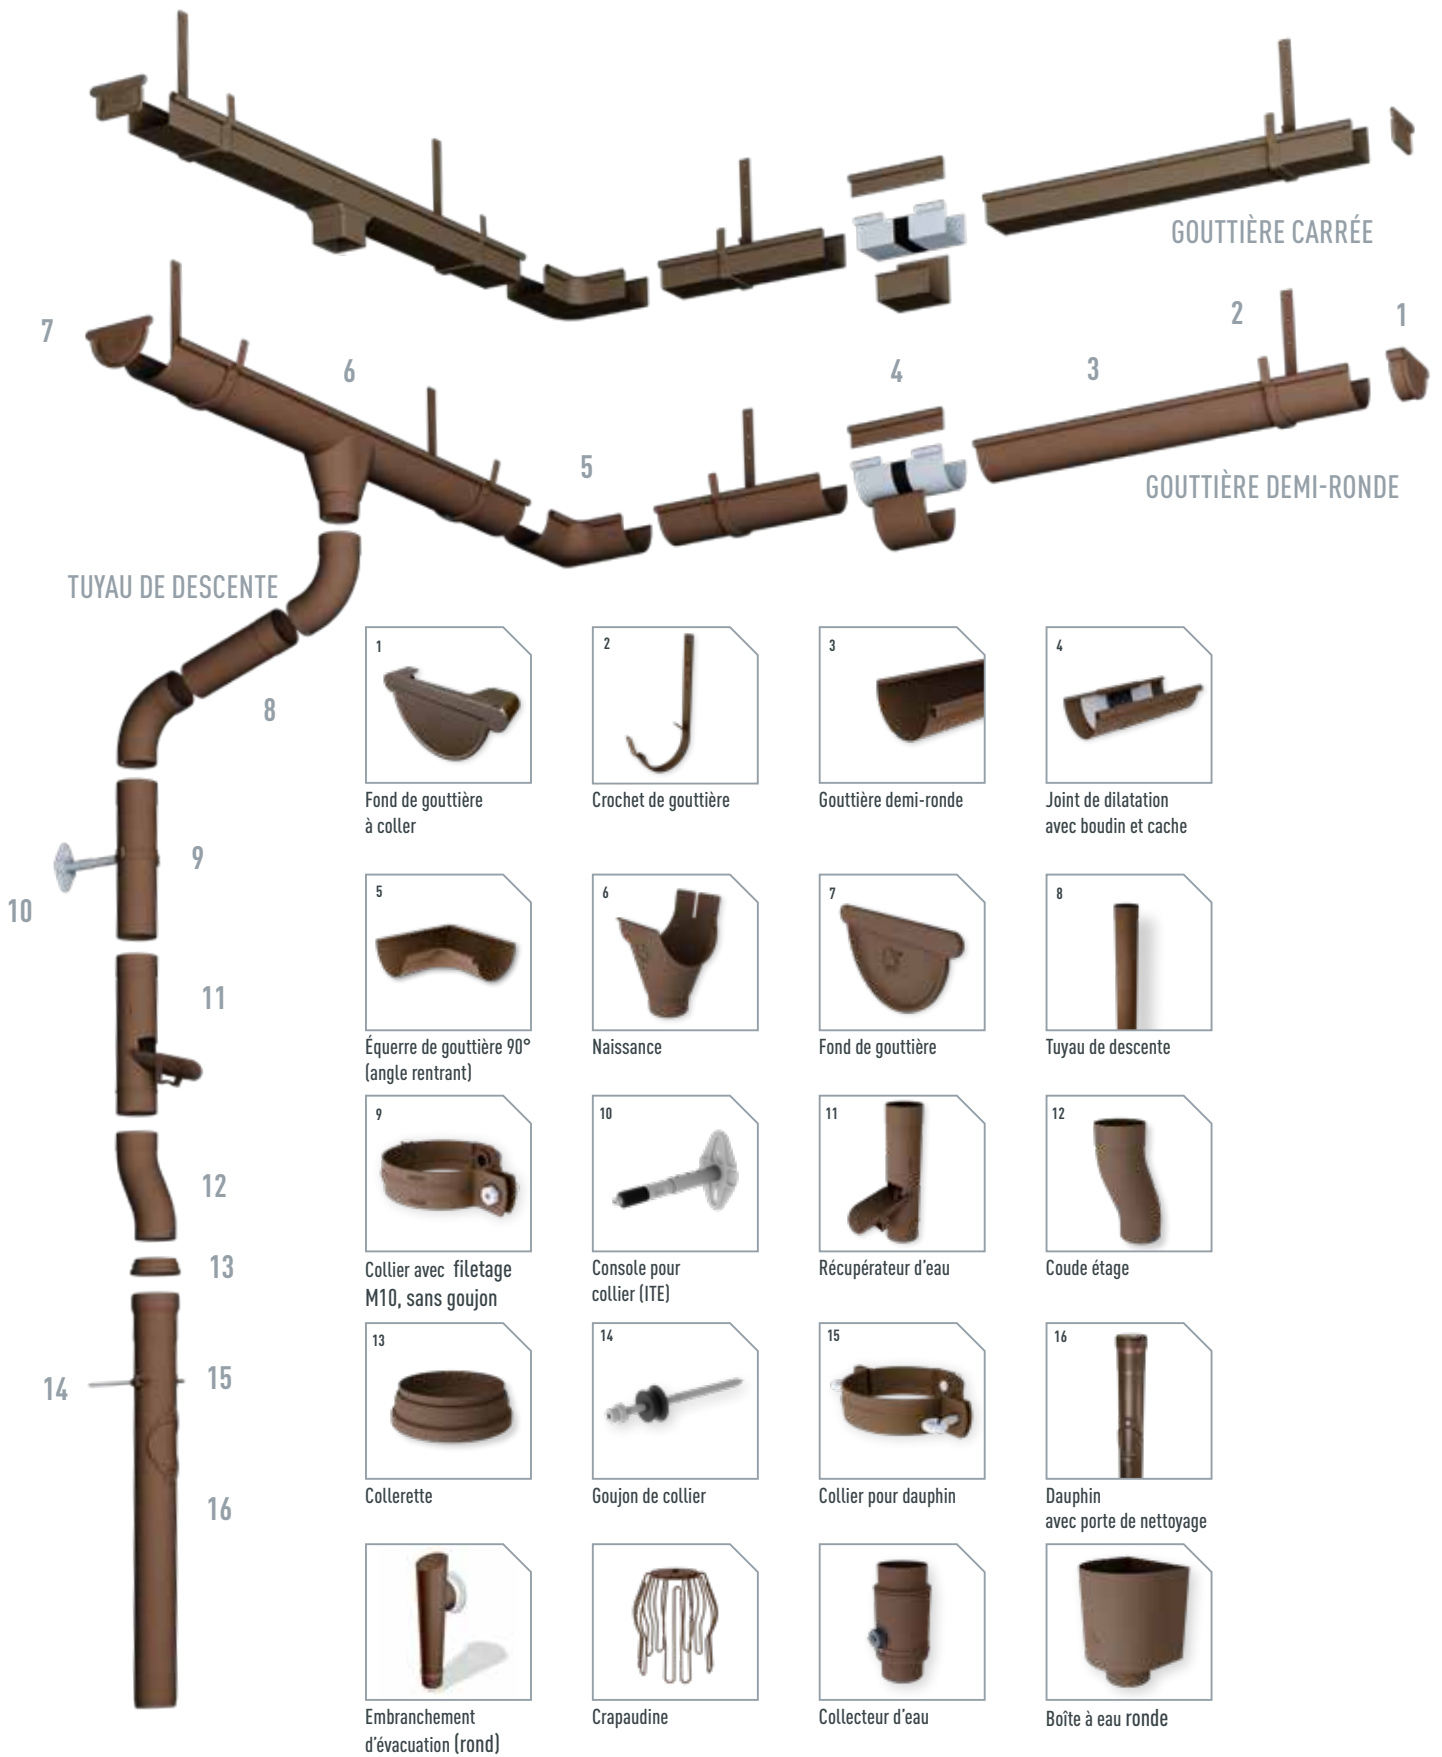 GOUTTIÈRE CARRÉE
7
6
5
4
3
2
1
GOUTTIÈRE DEMI-RONDE
TUYAU DE DESCENTE
8
9
10
11
12
13
14
15
16
1
Fond de gouttière
à coller
2
Crochet de gouttière
3
Gouttière demi-ronde
4
Joint de dilatation
avec boudin et cache
5
Équerre de gouttière 90°
(angle rentrant)
6
Naissance
7
Fond de gouttière
8
Tuyau de descente
9
Collier avec filetage
M10, sans goujon
10
Console pour
collier (ITE)
11
Récupérateur d'eau
12
Coude étage
13
Collerette
14
Goujon de collier
15
Collier pour dauphin
16
Dauphin
avec porte de nettoyage
Embranchement
d'évacuation (rond)
Crapaudine
Collecteur d'eau
Boîte à eau ronde